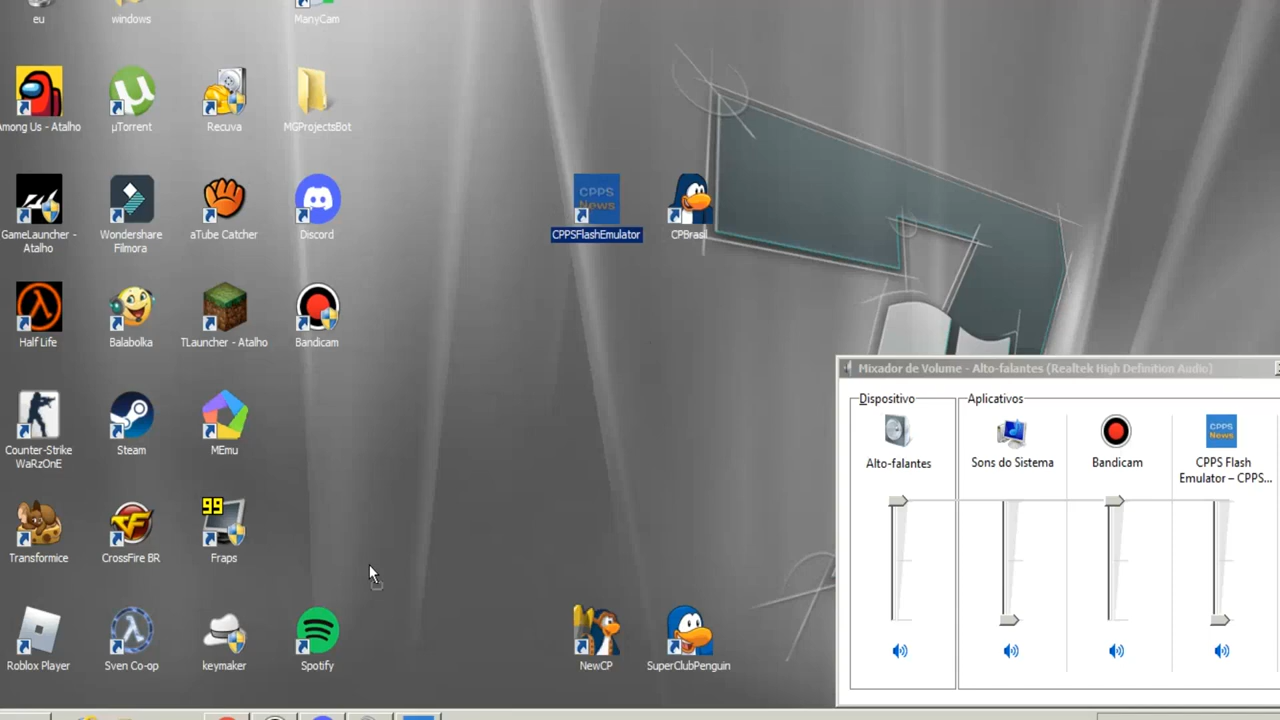 eu
windows
ManyCam
Among Us - Atalho
µTorrent
Recuva
MGProjectsBot
CPPS
News
GameLauncher -
Atalho
Wondershare
Filmora
aTube Catcher
Discord
CPPSFlashEmulator
CPBrasil
Half Life
Balabolka
TLauncher - Atalho
Bandicam
Mixador de Volume - Alto-falantes (Realtek High Definition Audio)
Dispositivo
Aplicativos
CPPS
News
Alto-falantes
Sons do Sistema
Bandicam
CPPS Flash
Emulator – CPPS...
Counter-Strike
WaRzOnE
Steam
MEmu
99
Transformice
CrossFire BR
Fraps
Roblox Player
Sven Co-op
keymaker
Spotify
NewCP
SuperClubPenguin